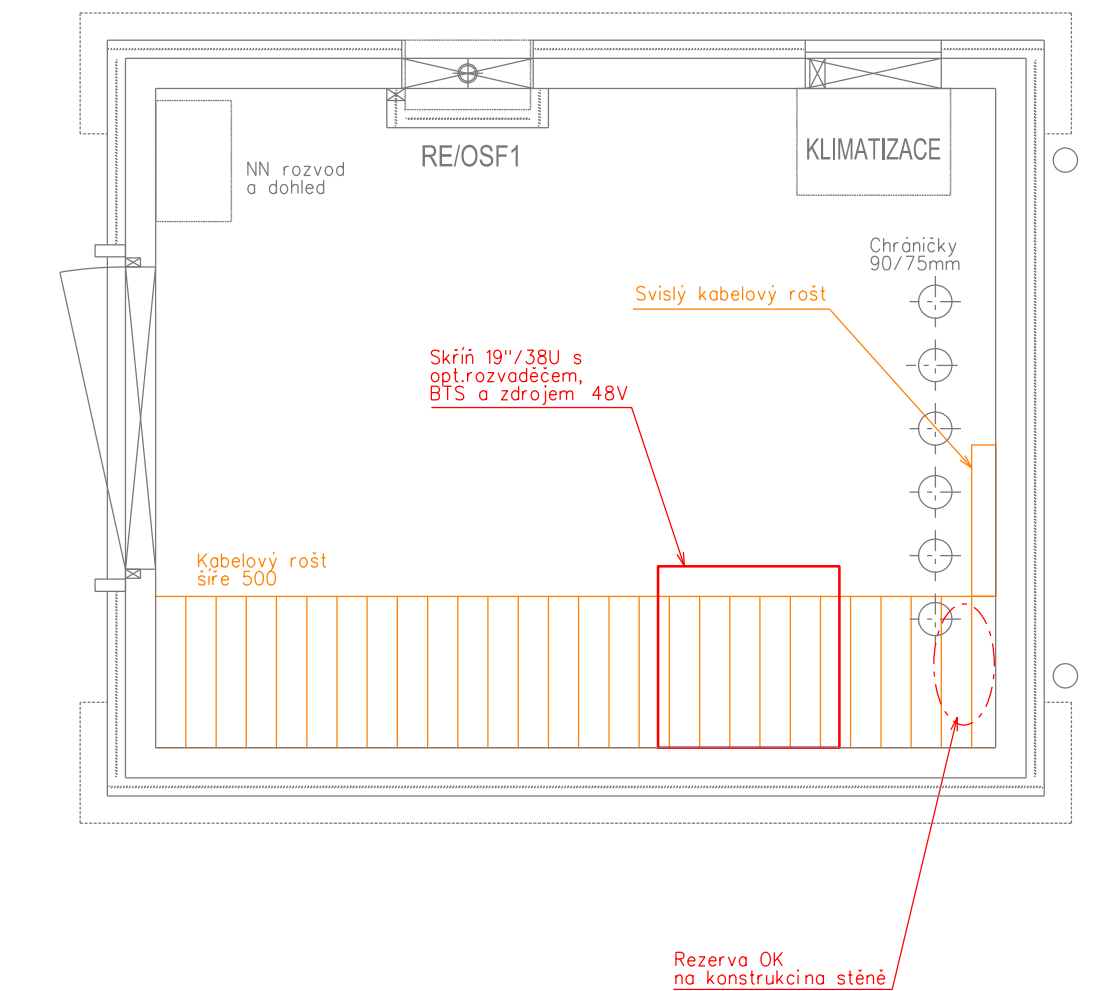 RE/OSF1
KLIMATIZACE
NN rozvod
a dohled
Chráničky
90/75mm
Svislý kabelový rošt
Skříň 19"/38U s
opt.rozvaděčem,
BTS a zdrojem 48V
Kabelový rošt
šíře 500
Rezerva OK
na konstrukcina stěně